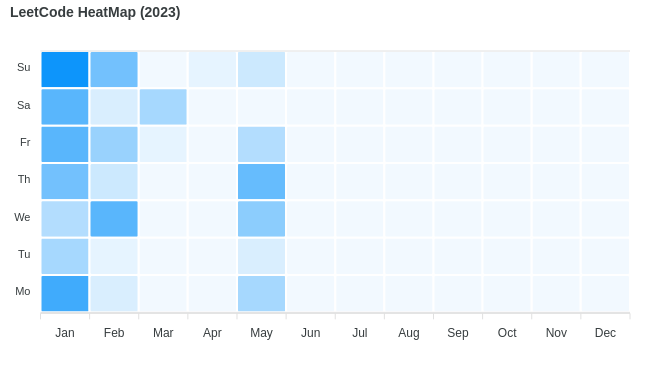 LeetCode HeatMap (2023)
Su
Sa
Fr
Th
We
Tu
Mo
Jan Feb Mar Apr May Jun Jul Aug Sep Oct Nov Dec